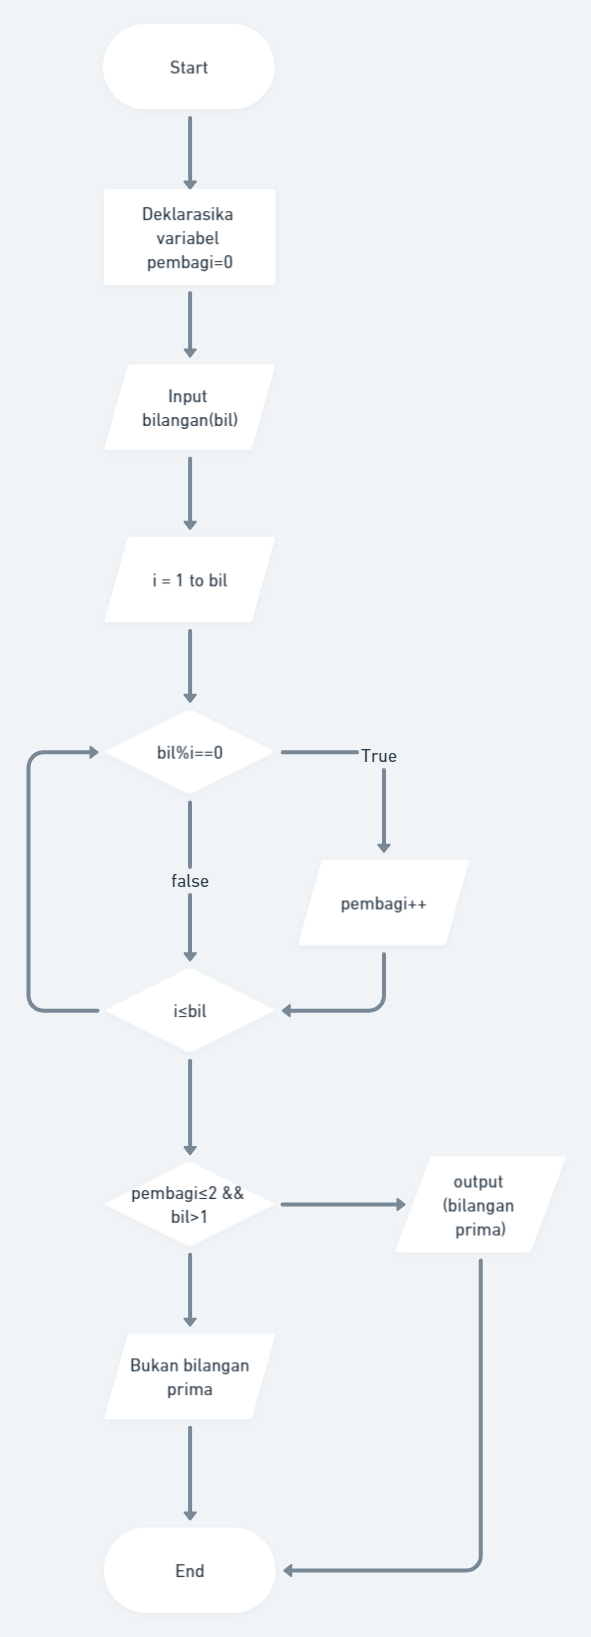 Start
Deklarasika
variabel
pembagi=0
Input
bilangan(bil)
i = 1 to bil
bil%i==0
True
false
pembagi++
i≤bil
pembagi≤2 &&
bil>1
output
(bilangan
prima)
Bukan bilangan
prima
End